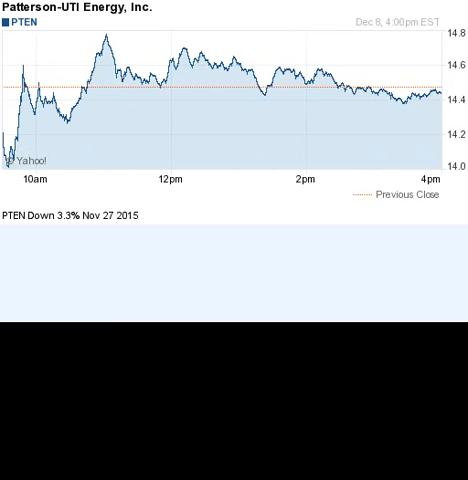 Patterson-UTI Energy, Inc.
PTEN Dec 8, 4:00pm EST
14.8
14.6
14.4
14.2
14.0
© Yahoo!
10am 12pm 2pm 4pm
Previous Close
PTEN Down 3.3% Nov 27 2015